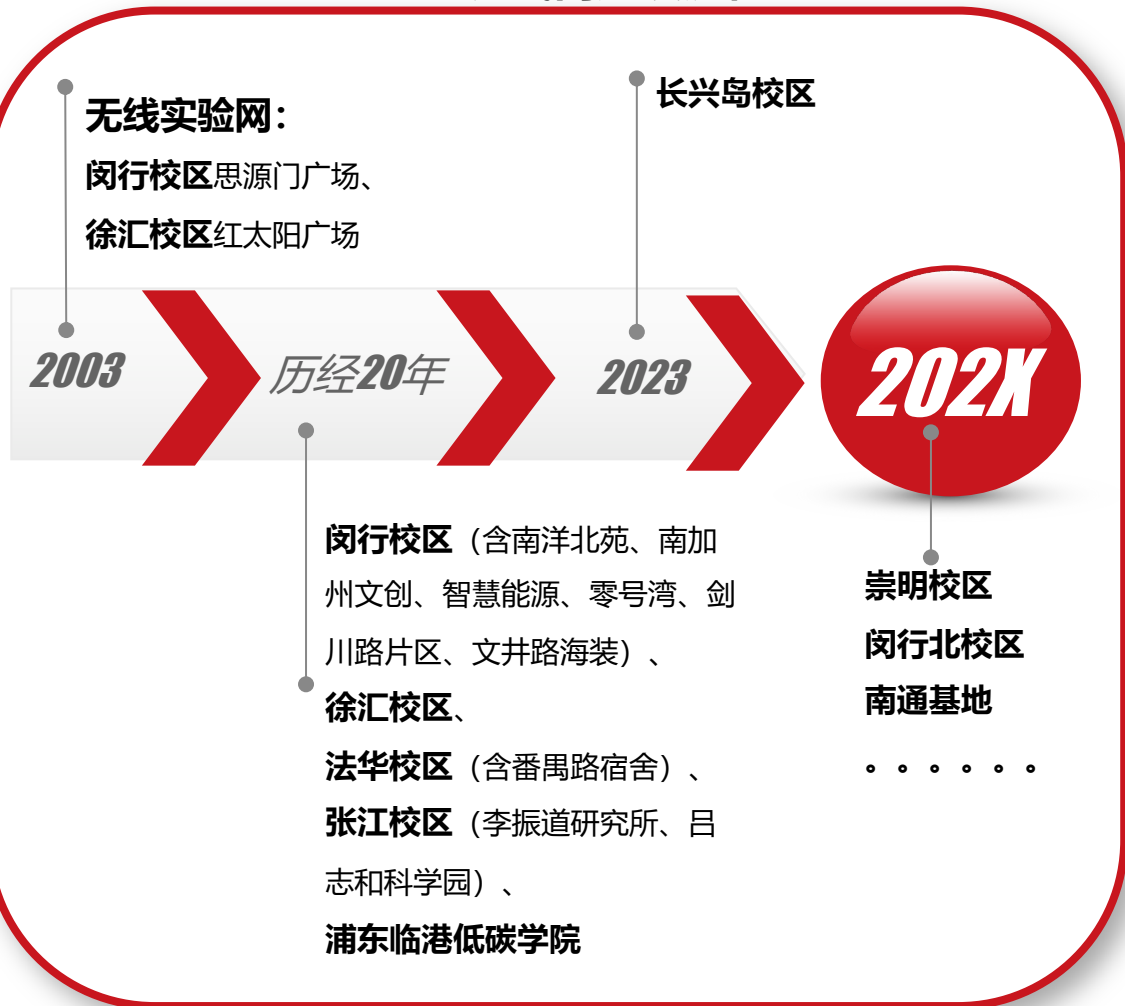 无线实验网：
闵行校区思源门广场、
徐汇校区红太阳广场
长兴岛校区
2003
历经20年
2023
202X
闵行校区（含南洋北苑、南加
州文创、智慧能源、零号湾、剑
川路片区、文井路海装）、
徐汇校区、
法华校区（含番禺路宿舍）、
张江校区（李振道研究所、吕
志和科学园）、
浦东临港低碳学院
崇明校区
闵行北校区
南通基地
。。。。。。